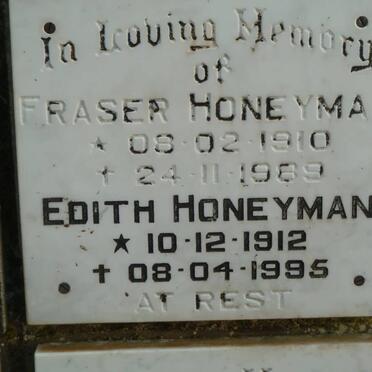 In Loving Memory
of
FRASER HONEYMA
* 08-02-1910
† 24-11-1989
EDITH HONEYMAN
★ 10-12-1912
✝ 08-04-1995
AT REST